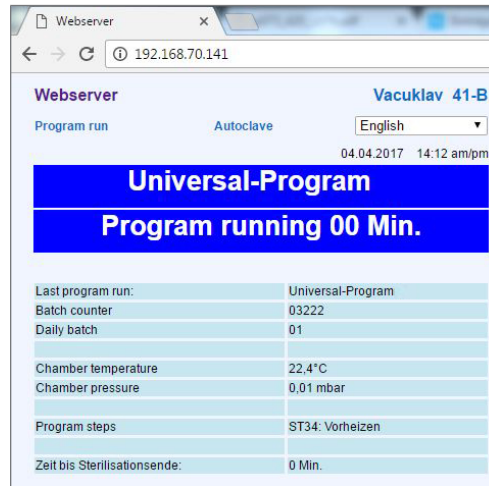 Webserver
192.168.70.141
Webserver Vacuklav 41-B
Program run Autoclave English
04.04.2017 14:12 am/pm
Universal-Program
Program running 00 Min.
Last program run: Universal-Program
Batch counter 03222
Daily batch 01
Chamber temperature 22,4°C
Chamber pressure 0,01 mbar
Program steps ST34: Vorheizen
Zeit bis Sterilisationsende: 0 Min.